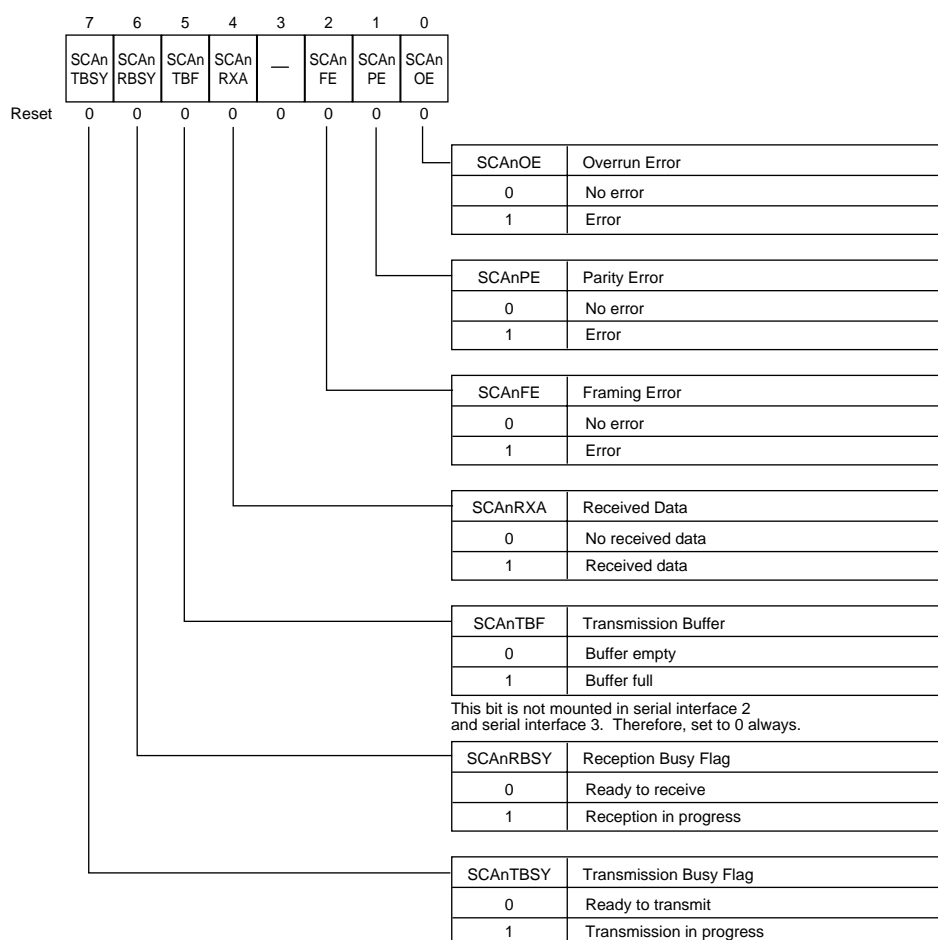 7 6 5 4 3 2 1 0
SCAn SCAn SCAn SCAn — SCAn SCAn SCAn
TBSY RBSY TBF RXA FE PE OE
Reset 0 0 0 0 0 0 0 0
SCAnOE Overrun Error
0 No error
1 Error
SCAnPE Parity Error
0 No error
1 Error
SCAnFE Framing Error
0 No error
1 Error
SCAnRXA Received Data
0 No received data
1 Received data
SCAnTBF Transmission Buffer
0 Buffer empty
1 Buffer full
This bit is not mounted in serial interface 2
and serial interface 3. Therefore, set to 0 always.
SCAnRBSY Reception Busy Flag
0 Ready to receive
1 Reception in progress
SCAnTBSY Transmission Busy Flag
0 Ready to transmit
1 Transmission in progress